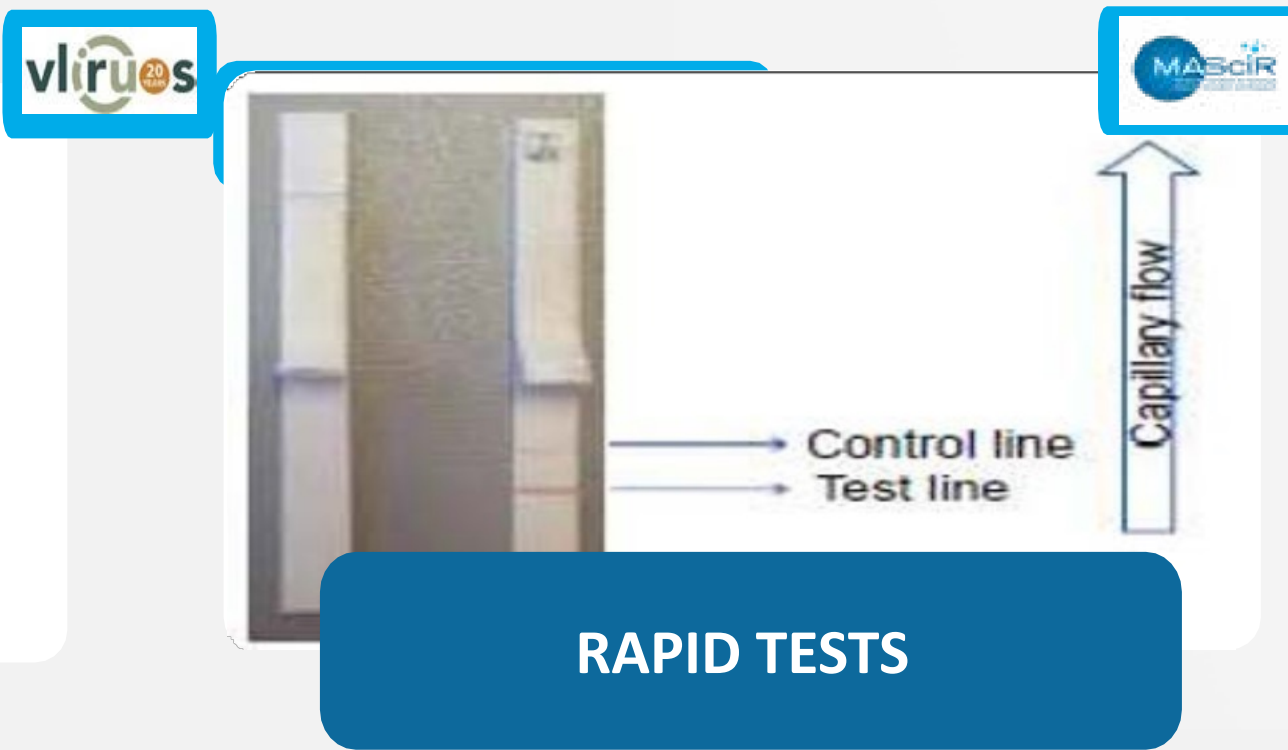 vliruos
20
YEARS
MAScIR
Capillary flow
Control line
Test line
RAPID TESTS